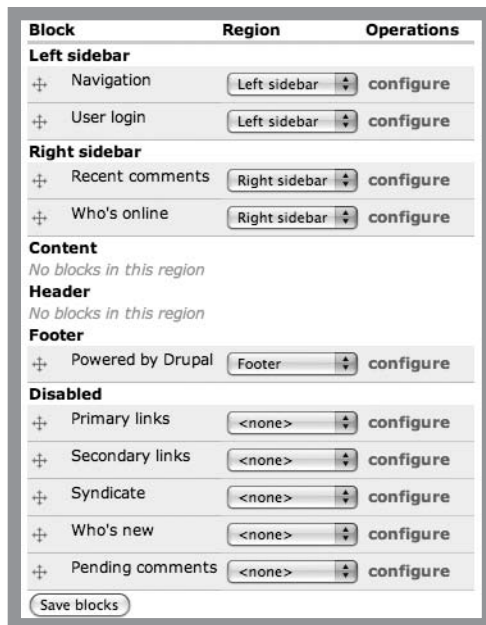 Block Region Operations
Left sidebar
Navigation Left sidebar configure
User login Left sidebar configure
Right sidebar
Recent comments Right sidebar configure
Who's online Right sidebar configure
Content
No blocks in this region
Header
No blocks in this region
Footer
Powered by Drupal Footer configure
Disabled
Primary links <none> configure
Secondary links <none> configure
Syndicate <none> configure
Who's new <none> configure
Pending comments <none> configure
Save blocks